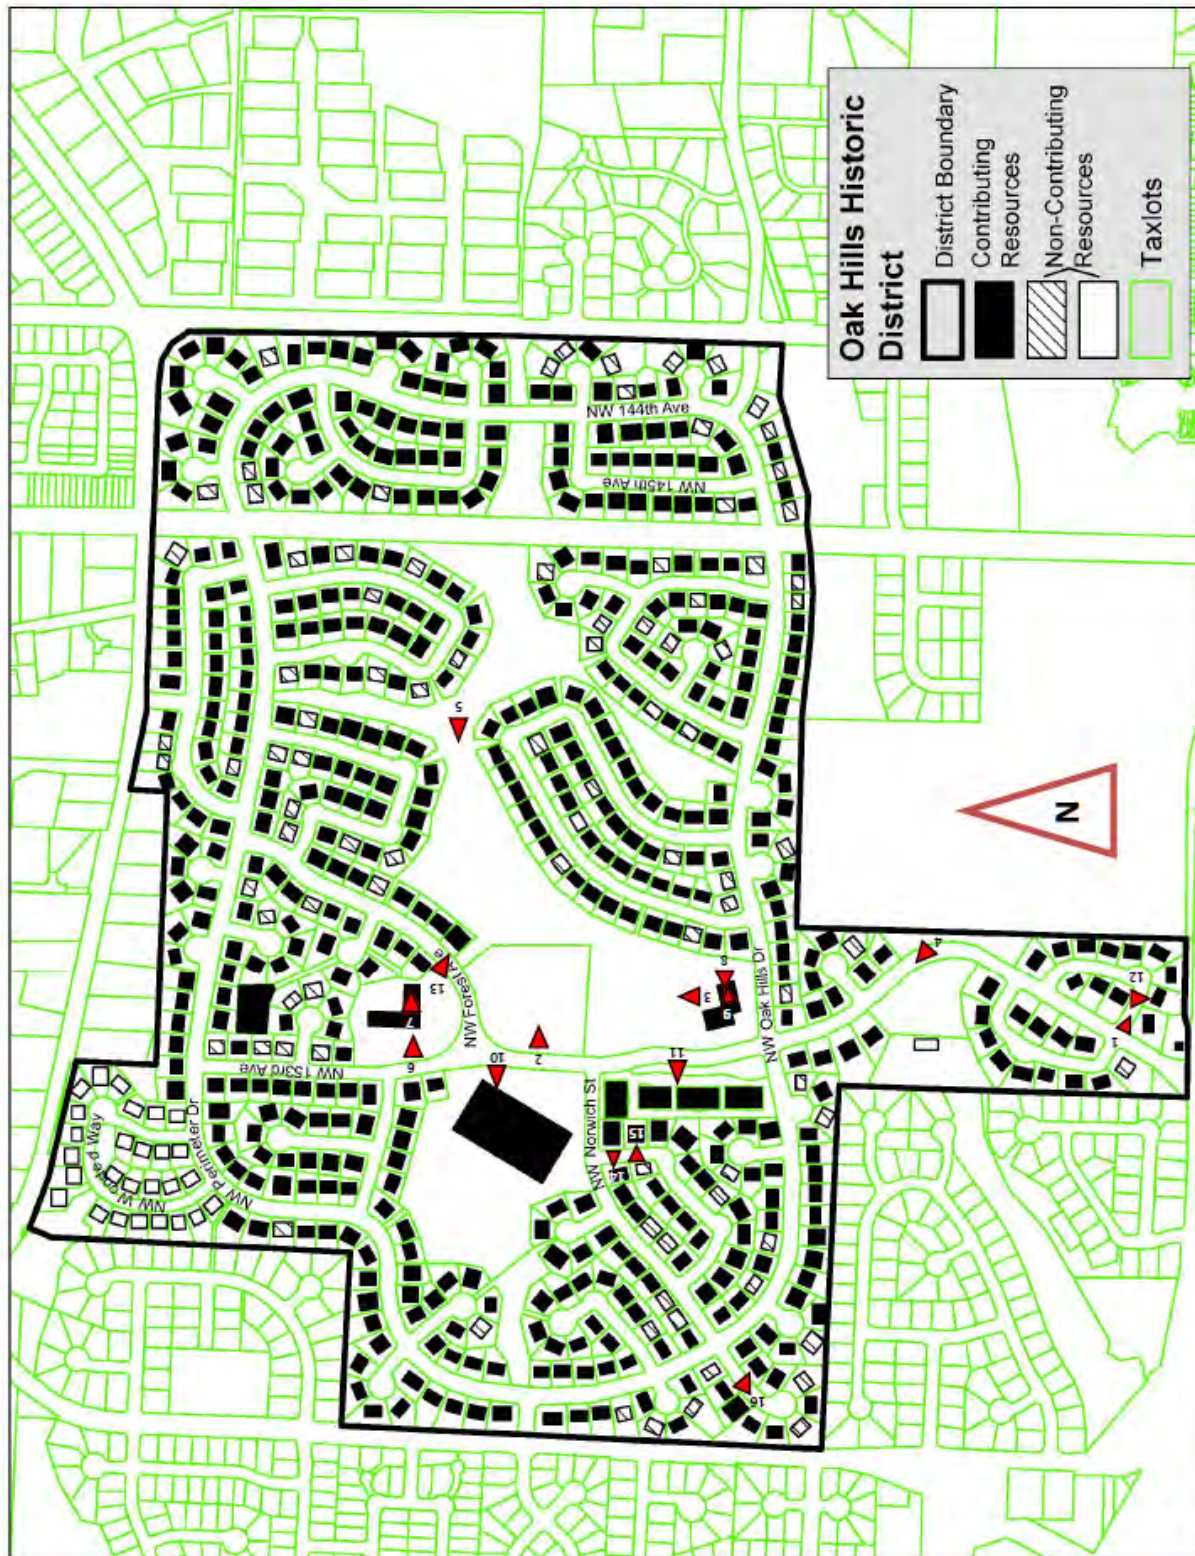 Oak Hills Historic
District
District Boundary
Contributing
Resources
Non-Contributing
Resources
Taxlots
N
NW 144th Ave
NW 145th Ave
5
NW Forest Ave
13
7
6
10
2
NW 153rd Ave
NW Perimeter Dr
NW
Way
NW Norwich St
15
11
3
8
9
NW Oak Hills Dr
4
12
1
16